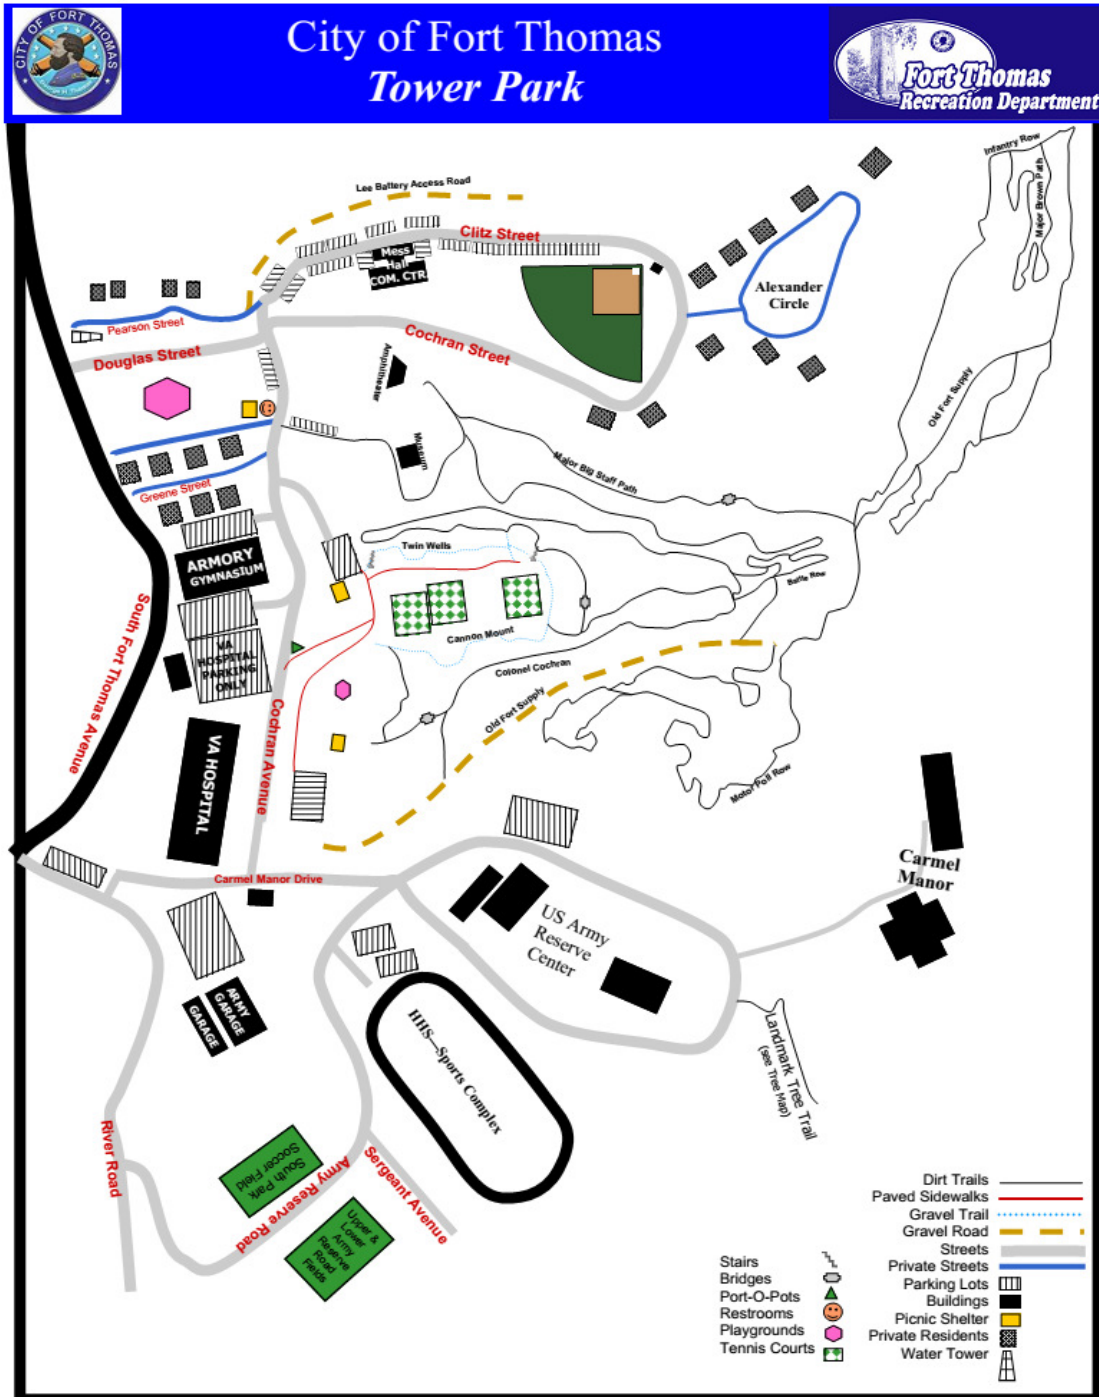 CITY OF FORT THOMAS
City of Fort Thomas
Tower Park
Fort Thomas
Recreation Department
Infantry Row
Major Brown Path
Lee Battery Access Road
Clitz Street
Mess
Hall
COM. CTR
Alexander
Circle
Pearson Street
Douglas Street
Cochran Street
Amphitheater
Old Fort Supply
Museum
Major Big Staff Path
Greene Street
ARMORY
GYMNASIUM
Twin Wells
Battle Row
Cannon Mount
VA
HOSPITAL
PARKING
ONLY
South Fort Thomas Avenue
Colonel Cochran
Old Fort Supply
Cochran Avenue
VA HOSPITAL
Motor Pool Row
Carmel Manor Drive
Carmel
Manor
US Army
Reserve
Center
ARMY
GARAGE
GARAGE
HHS—Sports Complex
Landmark Tree Trail
(see Tree Map)
River Road
South Park
Soccer Field
Army Reserve Road
Sergeant Avenue
Upper &
Lower
Army
Reserve
Road
Fields
Stairs
Bridges
Port-O-Pots
Restrooms
Playgrounds
Tennis Courts
Dirt Trails
Paved Sidewalks
Gravel Trail
Gravel Road
Streets
Private Streets
Parking Lots
Buildings
Picnic Shelter
Private Residents
Water Tower